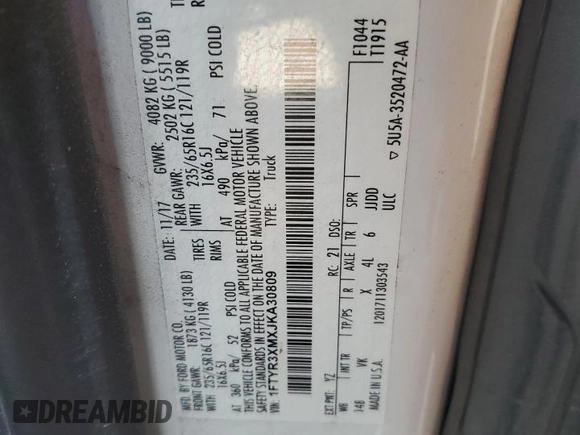 MFD. BY FORD MOTOR CO.
DATE: 11/17 GVWR: 4082 KG ( 9000 LB)
FRONT GAWR: 1873 KG ( 4130 LB) REAR GAWR: 2502 KG ( 5515 LB)
WITH 235/65R16C 121/119R TIRES WITH 235/65R16C 121/119R
16X6.5J RIMS 16X6.5J
AT 360 kPa/ 52 PSI COLD AT 490 kPa/ 71 PSI COLD
THIS VEHICLE CONFORMS TO ALL APPLICABLE FEDERAL MOTOR VEHICLE
SAFETY STANDARDS IN EFFECT ON THE DATE OF MANUFACTURE SHOWN ABOVE.
VIN: 1FTYR3XMXJKA30809 Truck
F1044
T1915
EXT PNT: YZ RC: 21 DSO:
WB INT TR TP/PS R AXLE TR SPR
148 VK X 4L 6 JJDD
ULC
MADE IN U.S.A. 1201711303543
5U5A-3520472-AA
DREAMBID